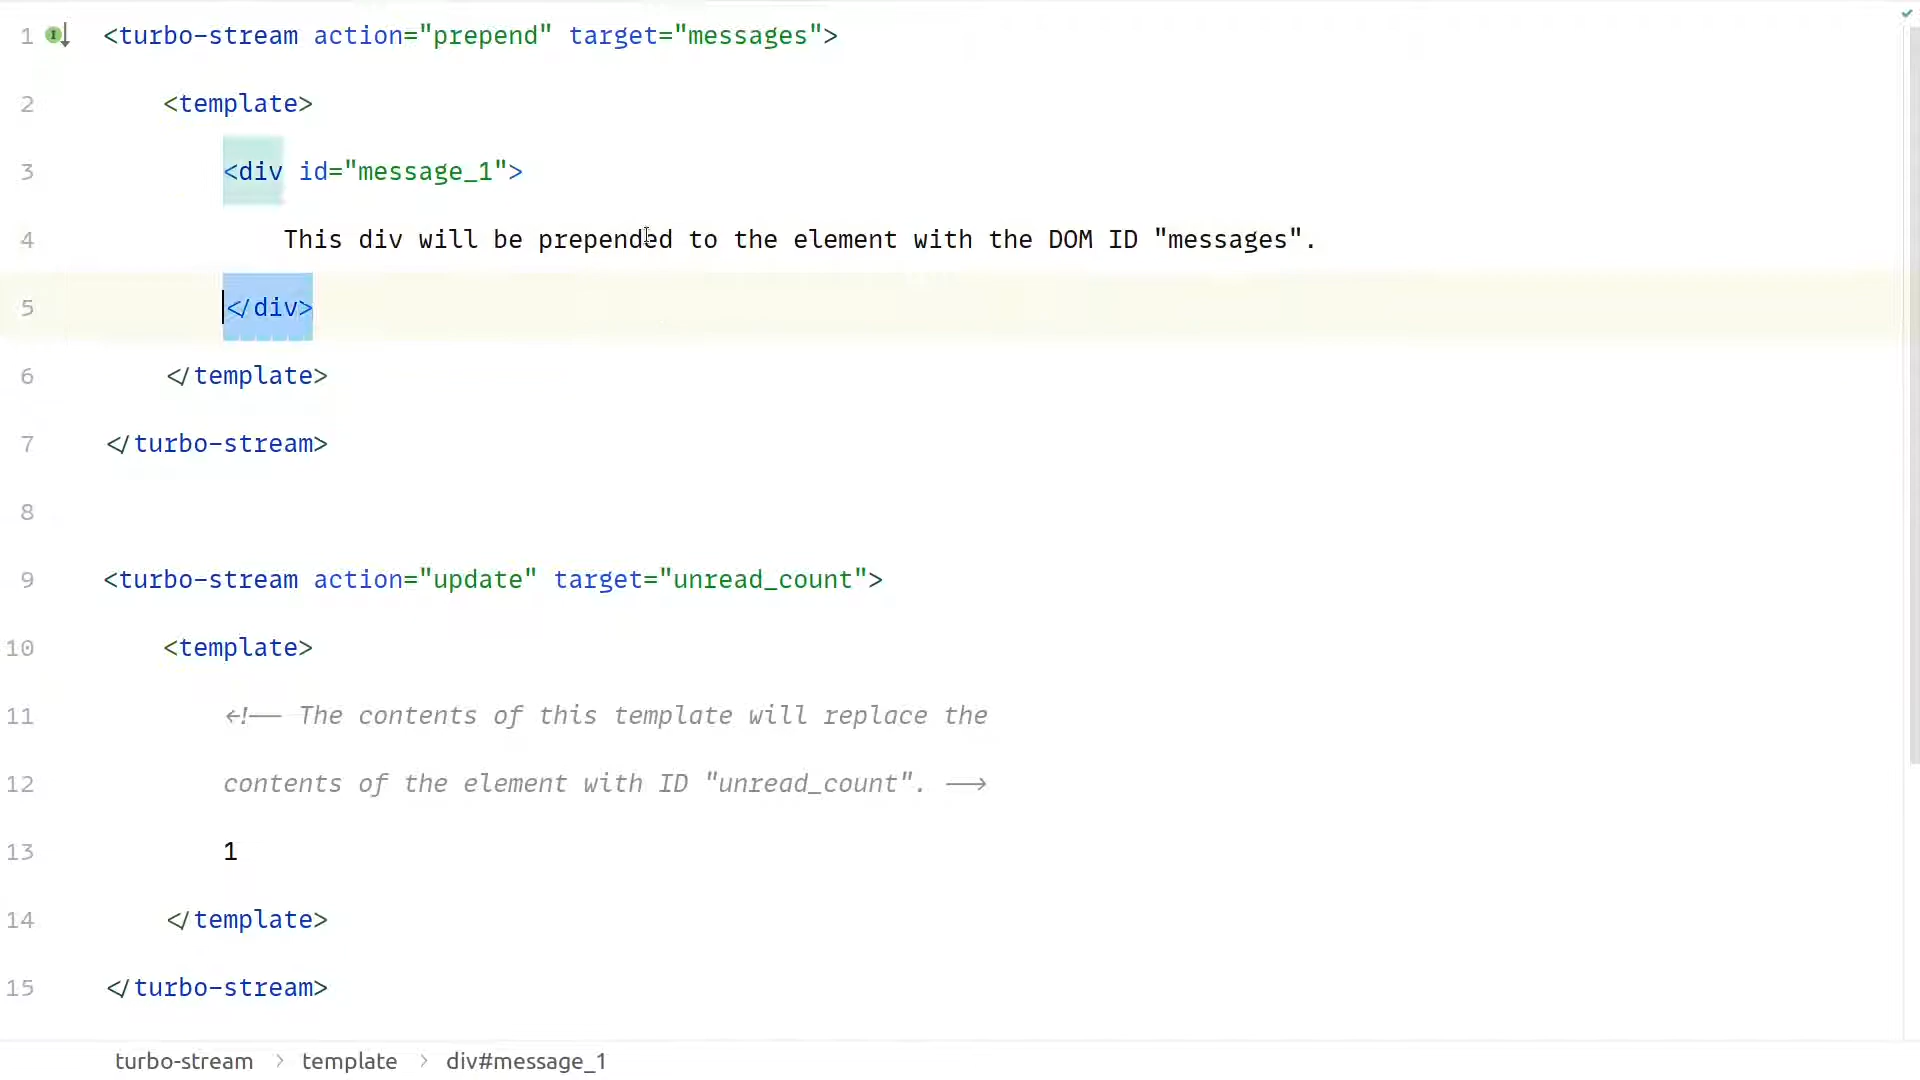 1 <turbo-stream action="prepend" target="messages">
2 <template>
3 <div id="message_1">
4 This div will be prepended to the element with the DOM ID "messages".
5 </div>
6 </template>
7 </turbo-stream>
8
9 <turbo-stream action="update" target="unread_count">
10 <template>
11 <!-- The contents of this template will replace the
12 contents of the element with ID "unread_count". -->
13 1
14 </template>
15 </turbo-stream>
turbo-stream > template > div#message_1